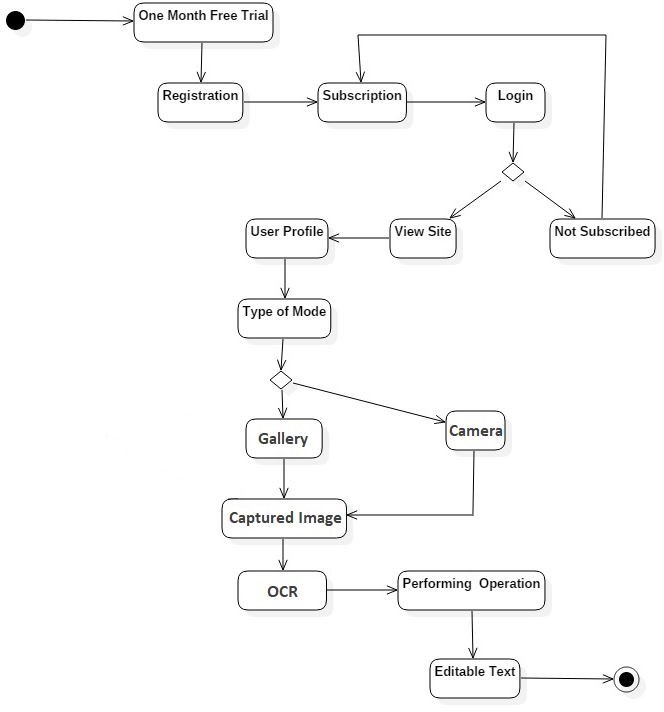 One Month Free Trial
Registration
Subscription
Login
User Profile
View Site
Not Subscribed
Type of Mode
Gallery
Camera
Captured Image
OCR
Performing  Operation
Editable Text